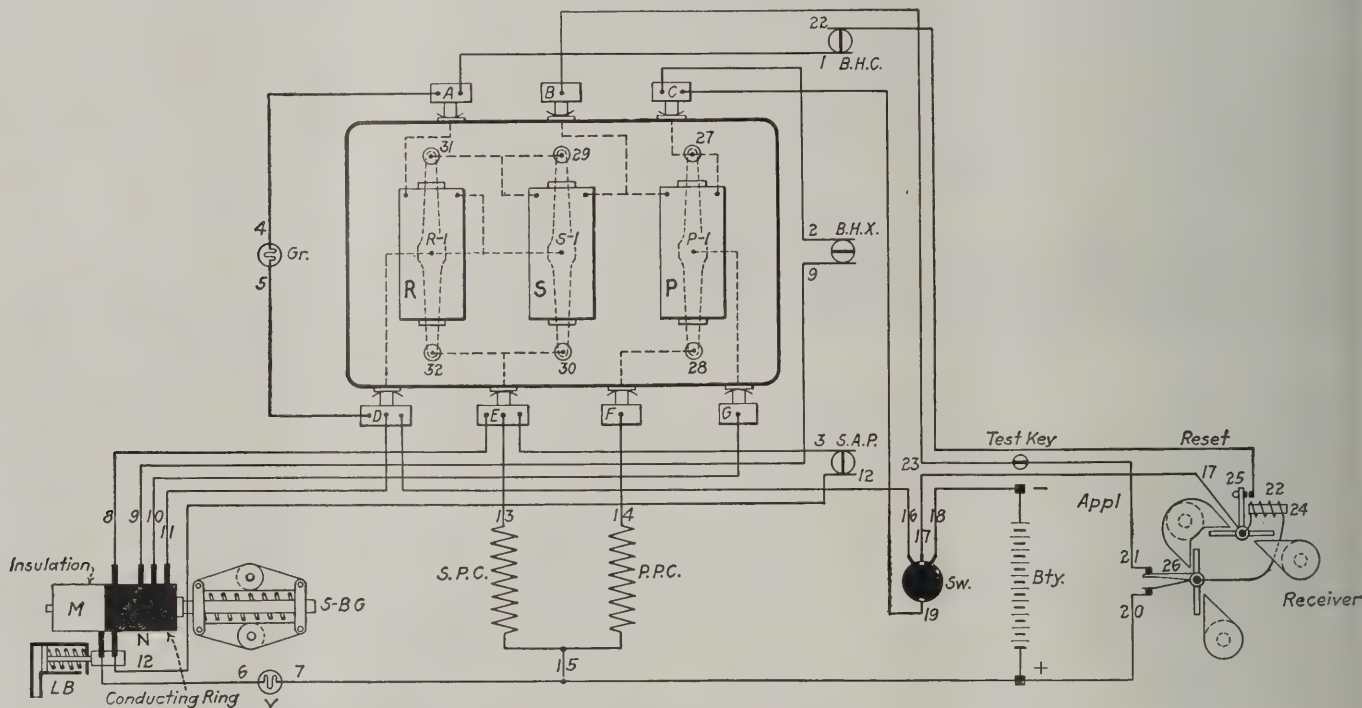 22
1 B.H.C.
A
B
C
31
29
27
4
Gr.
5
R-1
S-1
P-1
R
S
P
2 B.H.X.
9
32
30
28
D
E
F
G
3 S.A.P.
12
Test Key
Reset
23
17
25
22
24
Appl
8
9
10
11
13
14
16
17
18
-
21
26
20
Insulation
M
N
S-BG
S.P.C.
P.P.C.
Sw.
19
Bty.
Receiver
12
LB
6
7
Y
15
+
Conducting Ring